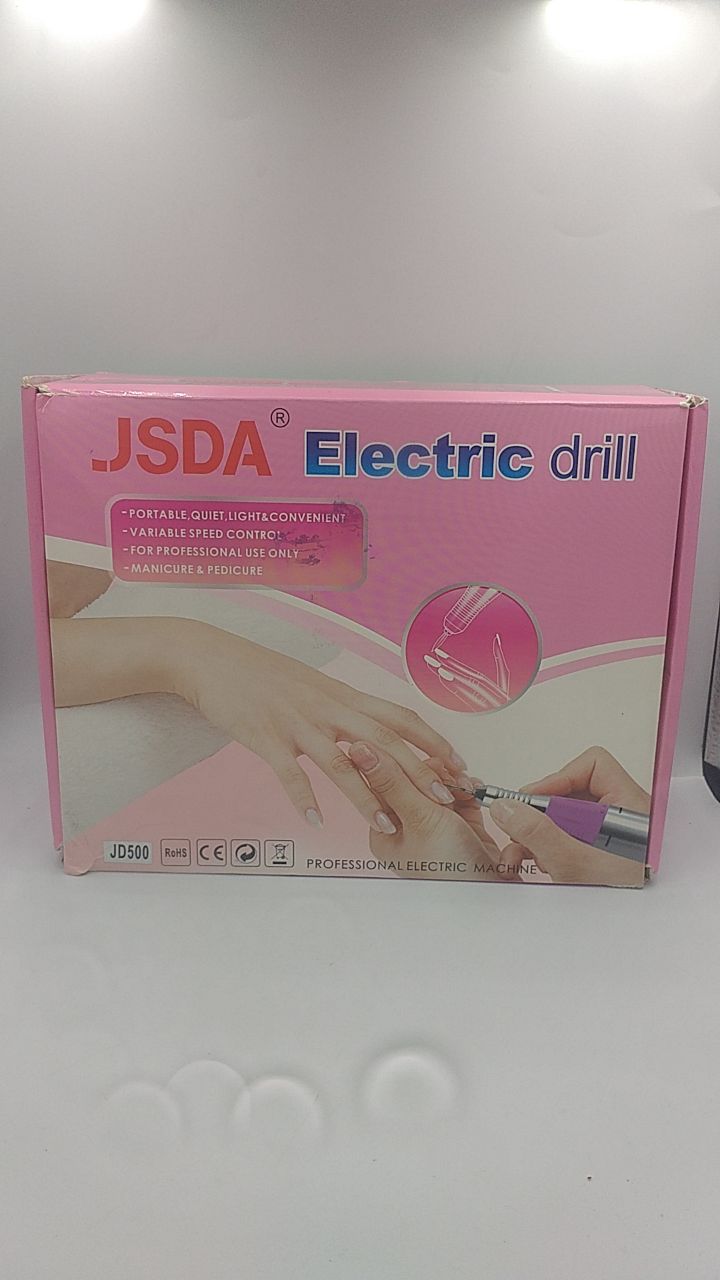 JSDA® Electric drill
-PORTABLE,QUIET,LIGHT&CONVENIENT
-VARIABLE SPEED CONTROL
-FOR PROFESSIONAL USE ONLY
-MANICURE & PEDICURE
JD500 RoHS CE PROFESSIONAL ELECTRIC MACHINE